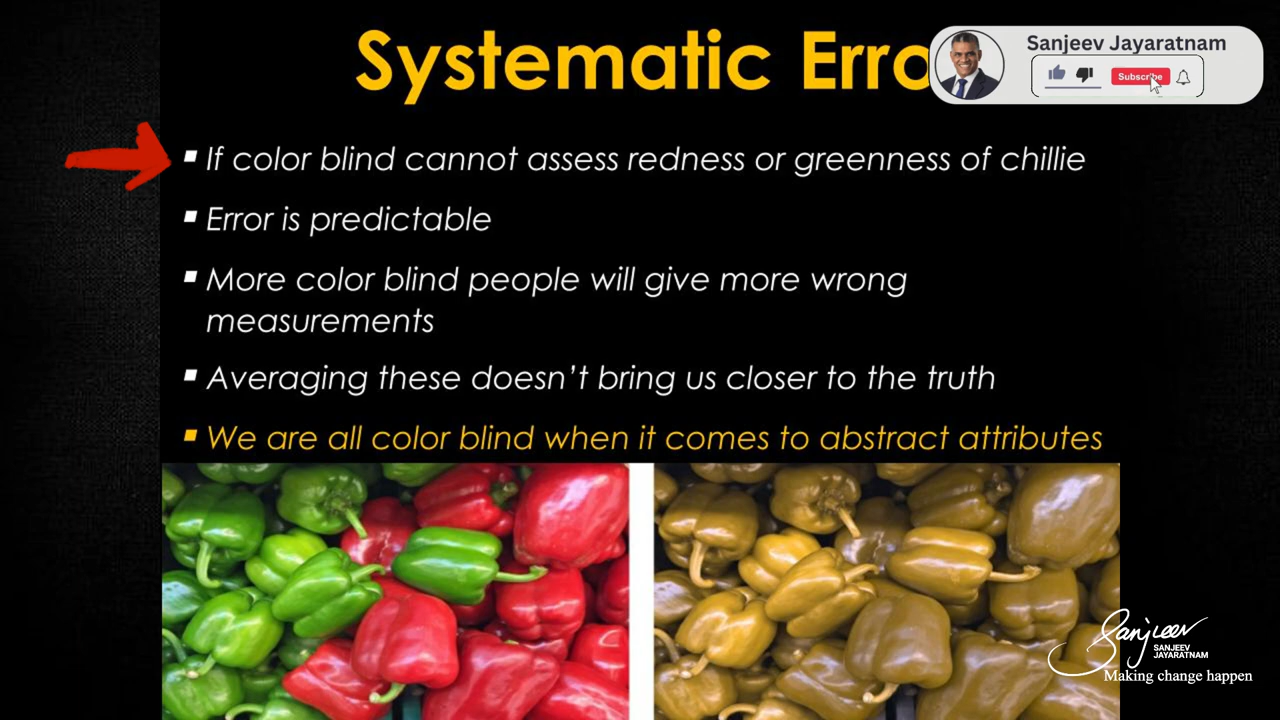 Systematic Erro
Sanjeev Jayaratnam
Subscribe
If color blind cannot assess redness or greenness of chillie
Error is predictable
More color blind people will give more wrong
measurements
Averaging these doesn't bring us closer to the truth
We are all color blind when it comes to abstract attributes
Sanjeev
SANJEEV
JAYARATNAM
Making change happen